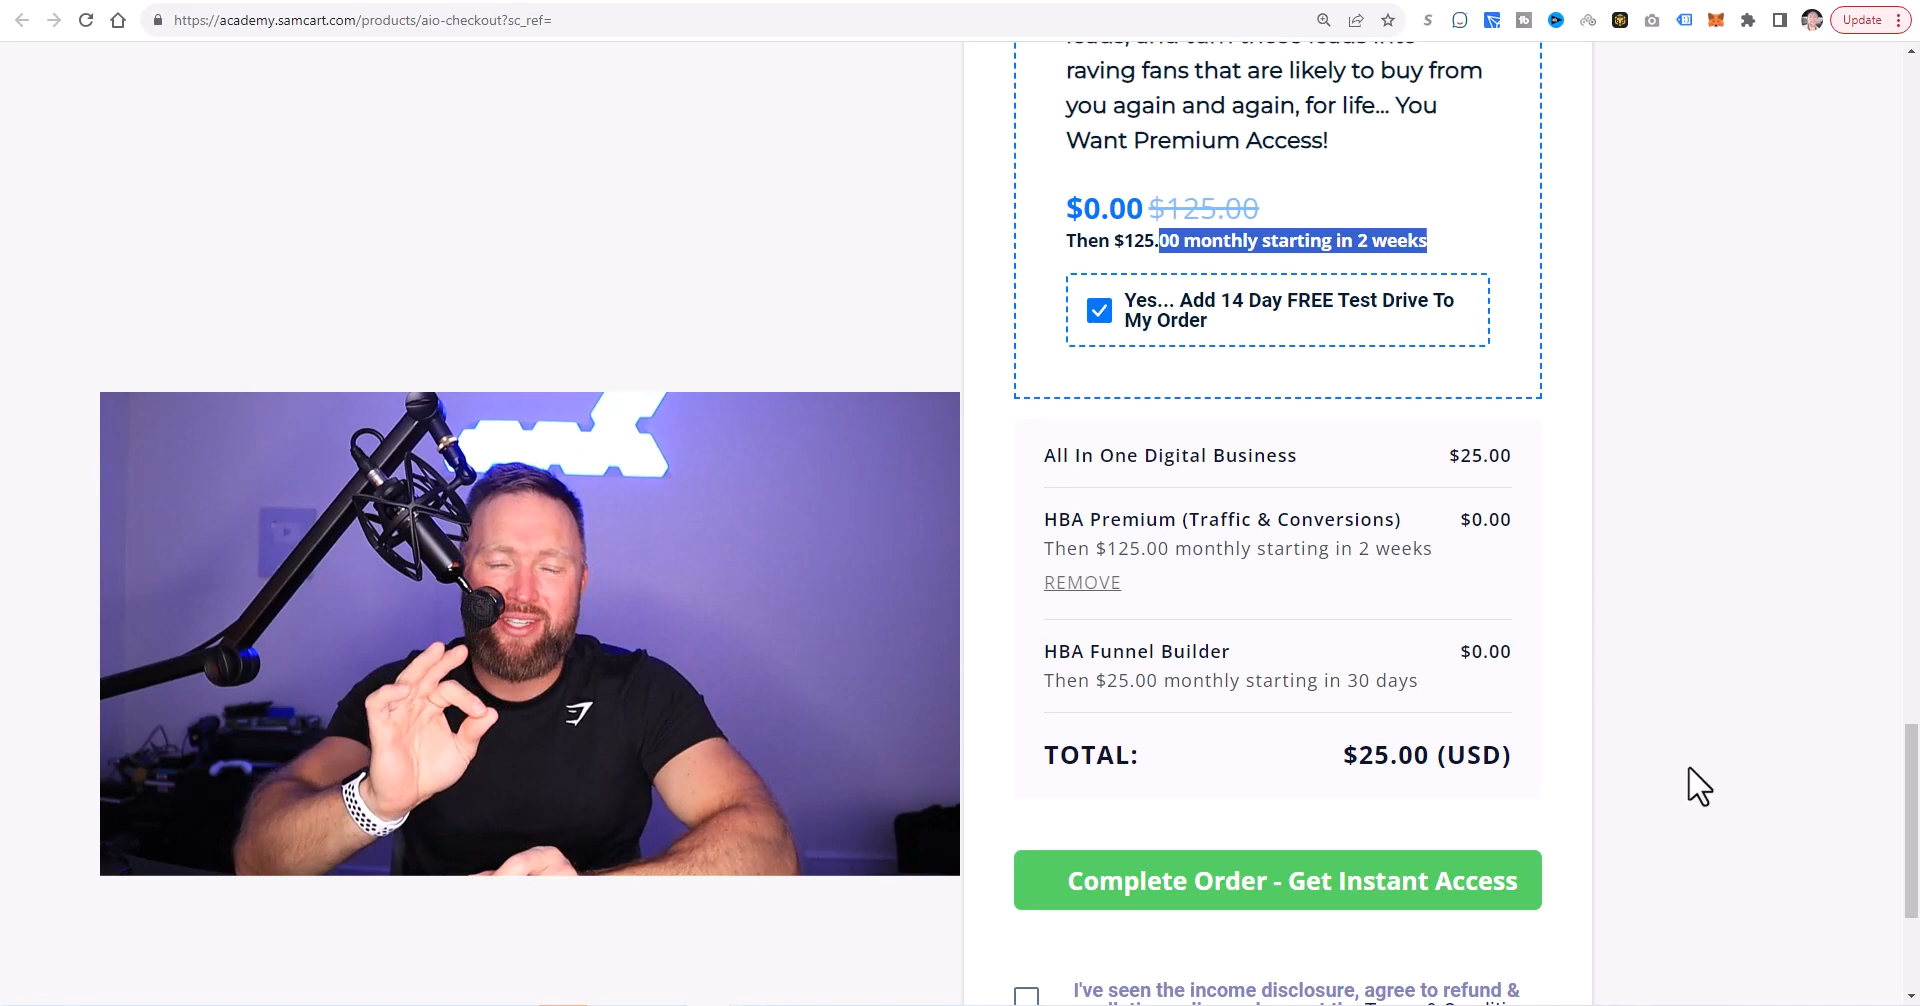 https://academy.samcart.com/products/aio-checkout?sc_ref=
Update
raving fans that are likely to buy from
you again and again, for life... You
Want Premium Access!
$0.00 $125.00
Then $125.00 monthly starting in 2 weeks
Yes... Add 14 Day FREE Test Drive To
My Order
All In One Digital Business $25.00
HBA Premium (Traffic & Conversions) $0.00
Then $125.00 monthly starting in 2 weeks
REMOVE
HBA Funnel Builder $0.00
Then $25.00 monthly starting in 30 days
TOTAL: $25.00 (USD)
Complete Order - Get Instant Access
I've seen the income disclosure, agree to refund &